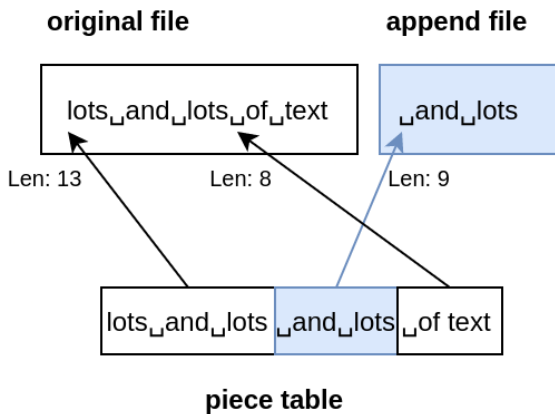 original file
append file
lots␣and␣lots␣of␣text
␣and␣lots
Len: 13
Len: 8
Len: 9
lots␣and␣lots
␣and␣lots
␣of text
piece table